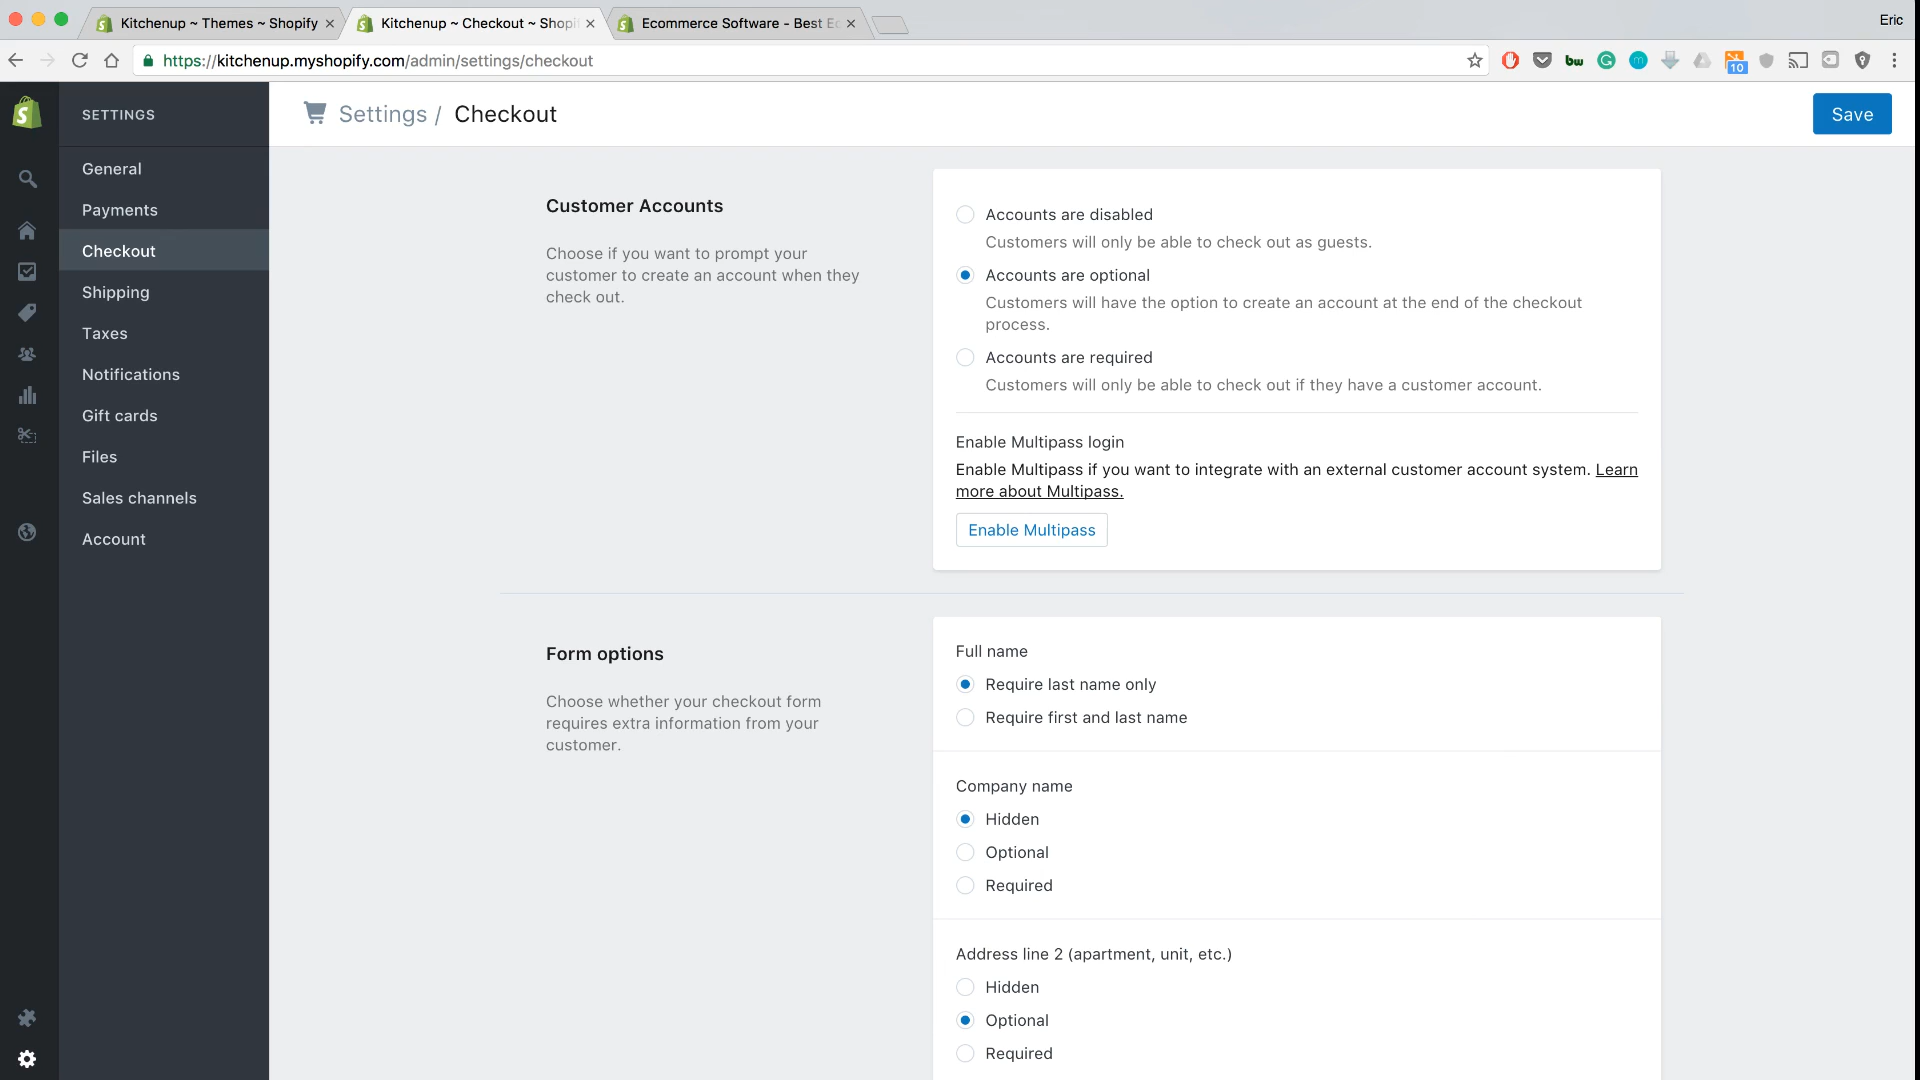 Kitchenup ~ Themes ~ Shopify
Kitchenup ~ Checkout ~ Shopi
Ecommerce Software - Best E
Eric
https://kitchenup.myshopify.com/admin/settings/checkout
bw
10
SETTINGS
Settings / Checkout
Save
General
Payments
Checkout
Shipping
Taxes
Notifications
Gift cards
Files
Sales channels
Account
Customer Accounts
Choose if you want to prompt your
customer to create an account when they
check out.
Accounts are disabled
Customers will only be able to check out as guests.
Accounts are optional
Customers will have the option to create an account at the end of the checkout
process.
Accounts are required
Customers will only be able to check out if they have a customer account.
Enable Multipass login
Enable Multipass if you want to integrate with an external customer account system. Learn
more about Multipass.
Enable Multipass
Form options
Choose whether your checkout form
requires extra information from your
customer.
Full name
Require last name only
Require first and last name
Company name
Hidden
Optional
Required
Address line 2 (apartment, unit, etc.)
Hidden
Optional
Required